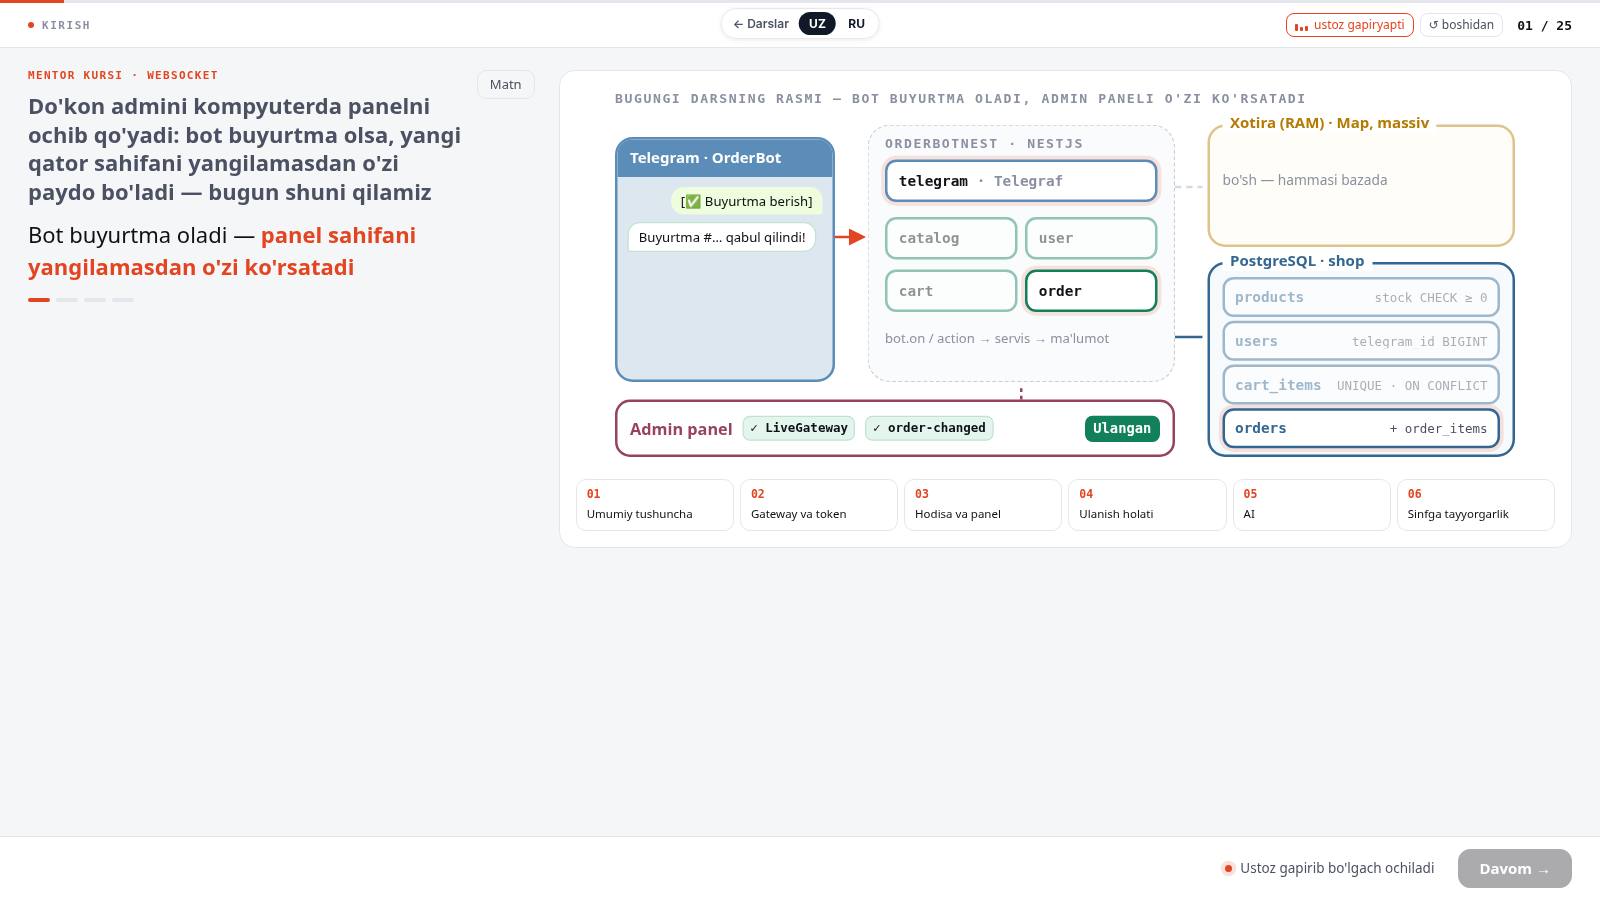 KIRISH
← Darslar UZ RU
ustoz gapiryapti
↺ boshidan
01 / 25
MENTOR KURSI · WEBSOCKET
Matn
Do'kon admini kompyuterda panelni
ochib qo'yadi: bot buyurtma olsa, yangi
qator sahifani yangilamasdan o'zi
paydo bo'ladi — bugun shuni qilamiz
Bot buyurtma oladi — panel sahifani
yangilamasdan o'zi ko'rsatadi
BUGUNGI DARSNING RASMI — BOT BUYURTMA OLADI, ADMIN PANELI O'ZI KO'RSATADI
Telegram · OrderBot
[✅ Buyurtma berish]
Buyurtma #... qabul qilindi!
ORDERBOTNEST · NESTJS
telegram · Telegraf
catalog
user
cart
order
bot.on / action → servis → ma'lumot
Xotira (RAM) · Map, massiv
bo'sh — hammasi bazada
PostgreSQL · shop
products stock CHECK ≥ 0
users telegram_id BIGINT
cart_items UNIQUE · ON CONFLICT
orders + order_items
Admin panel ✓ LiveGateway ✓ order-changed Ulangan
01
Umumiy tushuncha
02
Gateway va token
03
Hodisa va panel
04
Ulanish holati
05
AI
06
Sinfga tayyorgarlik
Ustoz gapirib bo'lgach ochiladi
Davom →